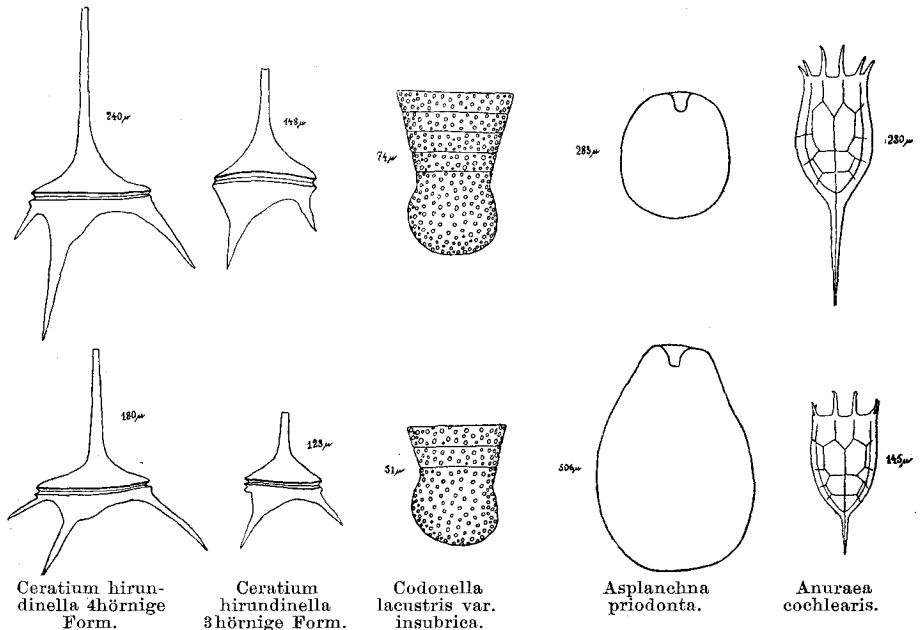 240µ
148µ
74µ
283µ
230µ
180µ
123µ
51µ
506µ
145µ
Ceratium hirun-
dinella 4hörnige
Form.
Ceratium
hirundinella
3hörnige Form.
Codonella
lacustris var.
insubrica.
Asplanchna
priodonta.
Anuraea
cochlearis.